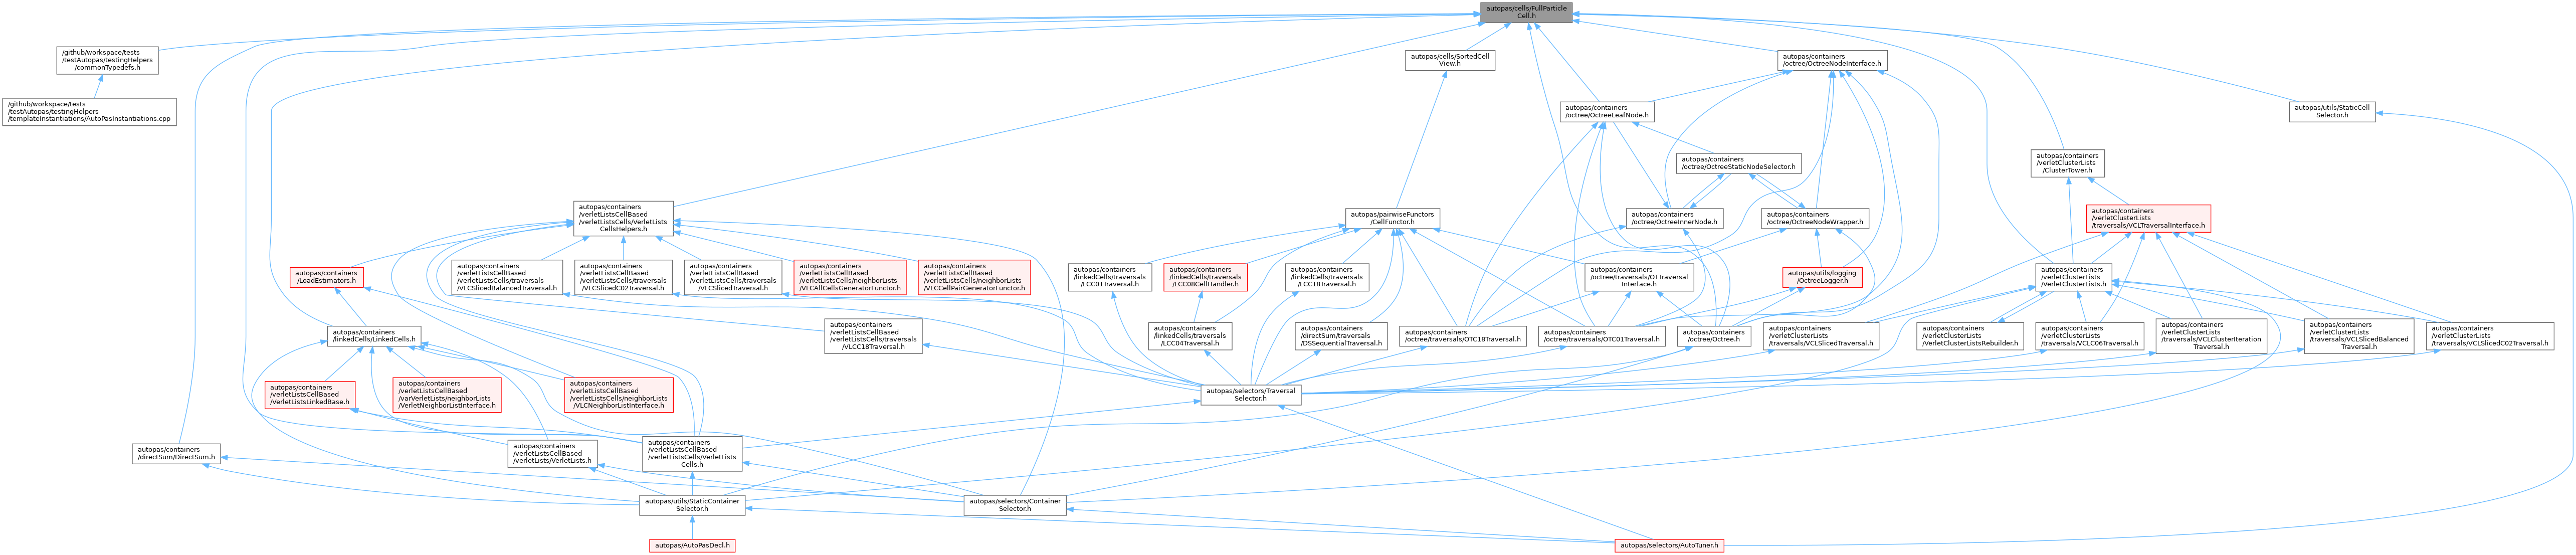 autopas/cells/FullParticle
Cell.h
/github/workspace/tests
/testAutopas/testingHelpers
/commonTypedefs.h
autopas/cells/SortedCell
View.h
autopas/containers
/octree/OctreeNodeInterface.h
/github/workspace/tests
/testAutopas/testingHelpers
/templateInstantiations/AutoPasInstantiations.cpp
autopas/containers
/octree/OctreeLeafNode.h
autopas/utils/StaticCell
Selector.h
autopas/containers
/octree/OctreeStaticNodeSelector.h
autopas/containers
/verletClusterLists
/ClusterTower.h
autopas/containers
/verletListsCellBased
/verletListsCells/VerletLists
CellsHelpers.h
autopas/pairwiseFunctors
/CellFunctor.h
autopas/containers
/octree/OctreeInnerNode.h
autopas/containers
/octree/OctreeNodeWrapper.h
autopas/containers
/verletClusterLists
/traversals/VCLTraversalInterface.h
autopas/containers
/LoadEstimators.h
autopas/containers
/verletListsCellBased
/verletListsCells/traversals
/VLCSlicedBalancedTraversal.h
autopas/containers
/verletListsCellBased
/verletListsCells/traversals
/VLCSlicedC02Traversal.h
autopas/containers
/verletListsCellBased
/verletListsCells/traversals
/VLCSlicedTraversal.h
autopas/containers
/verletListsCellBased
/verletListsCells/neighborLists
/VLCAllCellsGeneratorFunctor.h
autopas/containers
/verletListsCellBased
/verletListsCells/neighborLists
/VLCCellPairGeneratorFunctor.h
autopas/containers
/linkedCells/traversals
/LCC01Traversal.h
autopas/containers
/linkedCells/traversals
/LCC08CellHandler.h
autopas/containers
/linkedCells/traversals
/LCC18Traversal.h
autopas/containers
/octree/traversals/OTTraversal
Interface.h
autopas/utils/logging
/OctreeLogger.h
autopas/containers
/verletClusterLists
/VerletClusterLists.h
autopas/containers
/linkedCells/LinkedCells.h
autopas/containers
/verletListsCellBased
/verletListsCells/traversals
/VLCC18Traversal.h
autopas/containers
/linkedCells/traversals
/LCC04Traversal.h
autopas/containers
/directSum/traversals
/DSSequentialTraversal.h
autopas/containers
/octree/traversals/OTC18Traversal.h
autopas/containers
/octree/traversals/OTC01Traversal.h
autopas/containers
/octree/Octree.h
autopas/containers
/verletClusterLists
/traversals/VCLSlicedTraversal.h
autopas/containers
/verletClusterLists
/VerletClusterListsRebuilder.h
autopas/containers
/verletClusterLists
/traversals/VCLC06Traversal.h
autopas/containers
/verletClusterLists
/traversals/VCLClusterIteration
Traversal.h
autopas/containers
/verletClusterLists
/traversals/VCLSlicedBalanced
Traversal.h
autopas/containers
/verletClusterLists
/traversals/VCLSlicedC02Traversal.h
autopas/containers
/verletListsCellBased
/VerletListsLinkedBase.h
autopas/containers
/verletListsCellBased
/varVerletLists/neighborLists
/VerletNeighborListInterface.h
autopas/containers
/verletListsCellBased
/verletListsCells/neighborLists
/VLCNeighborListInterface.h
autopas/selectors/Traversal
Selector.h
autopas/containers
/directSum/DirectSum.h
autopas/containers
/verletListsCellBased
/verletLists/VerletLists.h
autopas/containers
/verletListsCellBased
/verletListsCells/VerletLists
Cells.h
autopas/utils/StaticContainer
Selector.h
autopas/selectors/Container
Selector.h
autopas/AutoPasDecl.h
autopas/selectors/AutoTuner.h